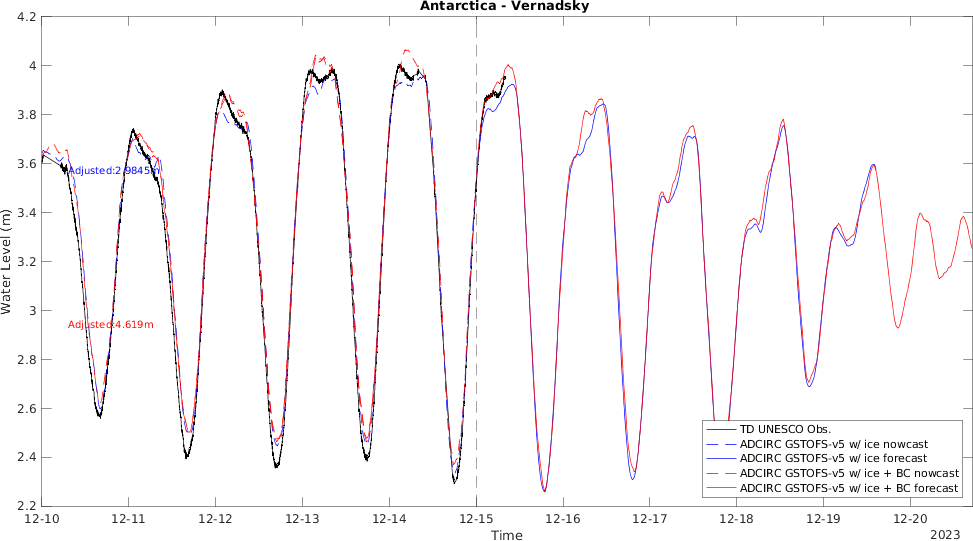 Antarctica - Vernadsky
4.2
4
3.8
3.6
3.4
3.2
3
2.8
2.6
2.4
2.2
Water Level (m)
Adjusted:2.9845m
Adjusted:4.619m
TD UNESCO Obs.
ADCIRC GSTOFS-v5 w/ ice nowcast
ADCIRC GSTOFS-v5 w/ ice forecast
ADCIRC GSTOFS-v5 w/ ice + BC nowcast
ADCIRC GSTOFS-v5 w/ ice + BC forecast
12-10 12-11 12-12 12-13 12-14 12-15 12-16 12-17 12-18 12-19 12-20
Time
2023